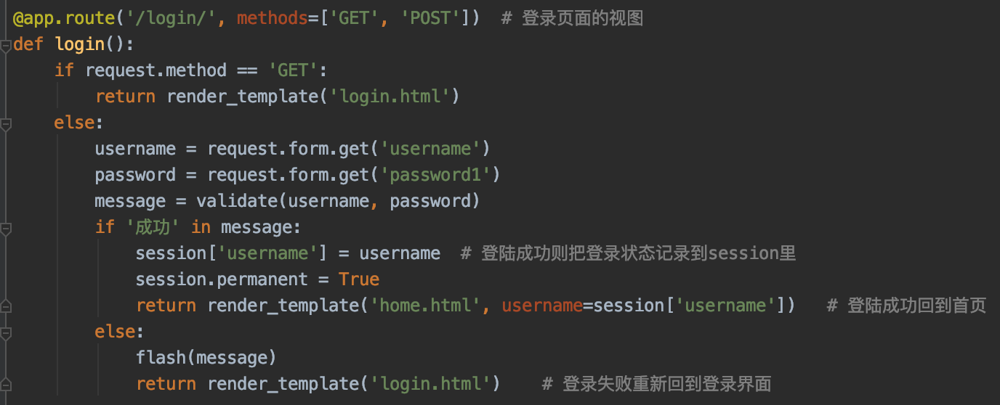 @app.route('/login/', methods=['GET', 'POST'])  # 登录页面的视图
def login():
    if request.method == 'GET':
        return render_template('login.html')
    else:
        username = request.form.get('username')
        password = request.form.get('password1')
        message = validate(username, password)
        if '成功' in message:
            session['username'] = username  # 登陆成功则把登录状态记录到session里
            session.permanent = True
            return render_template('home.html', username=session['username'])   # 登陆成功回到首页
        else:
            flash(message)
            return render_template('login.html')    # 登录失败重新回到登录界面